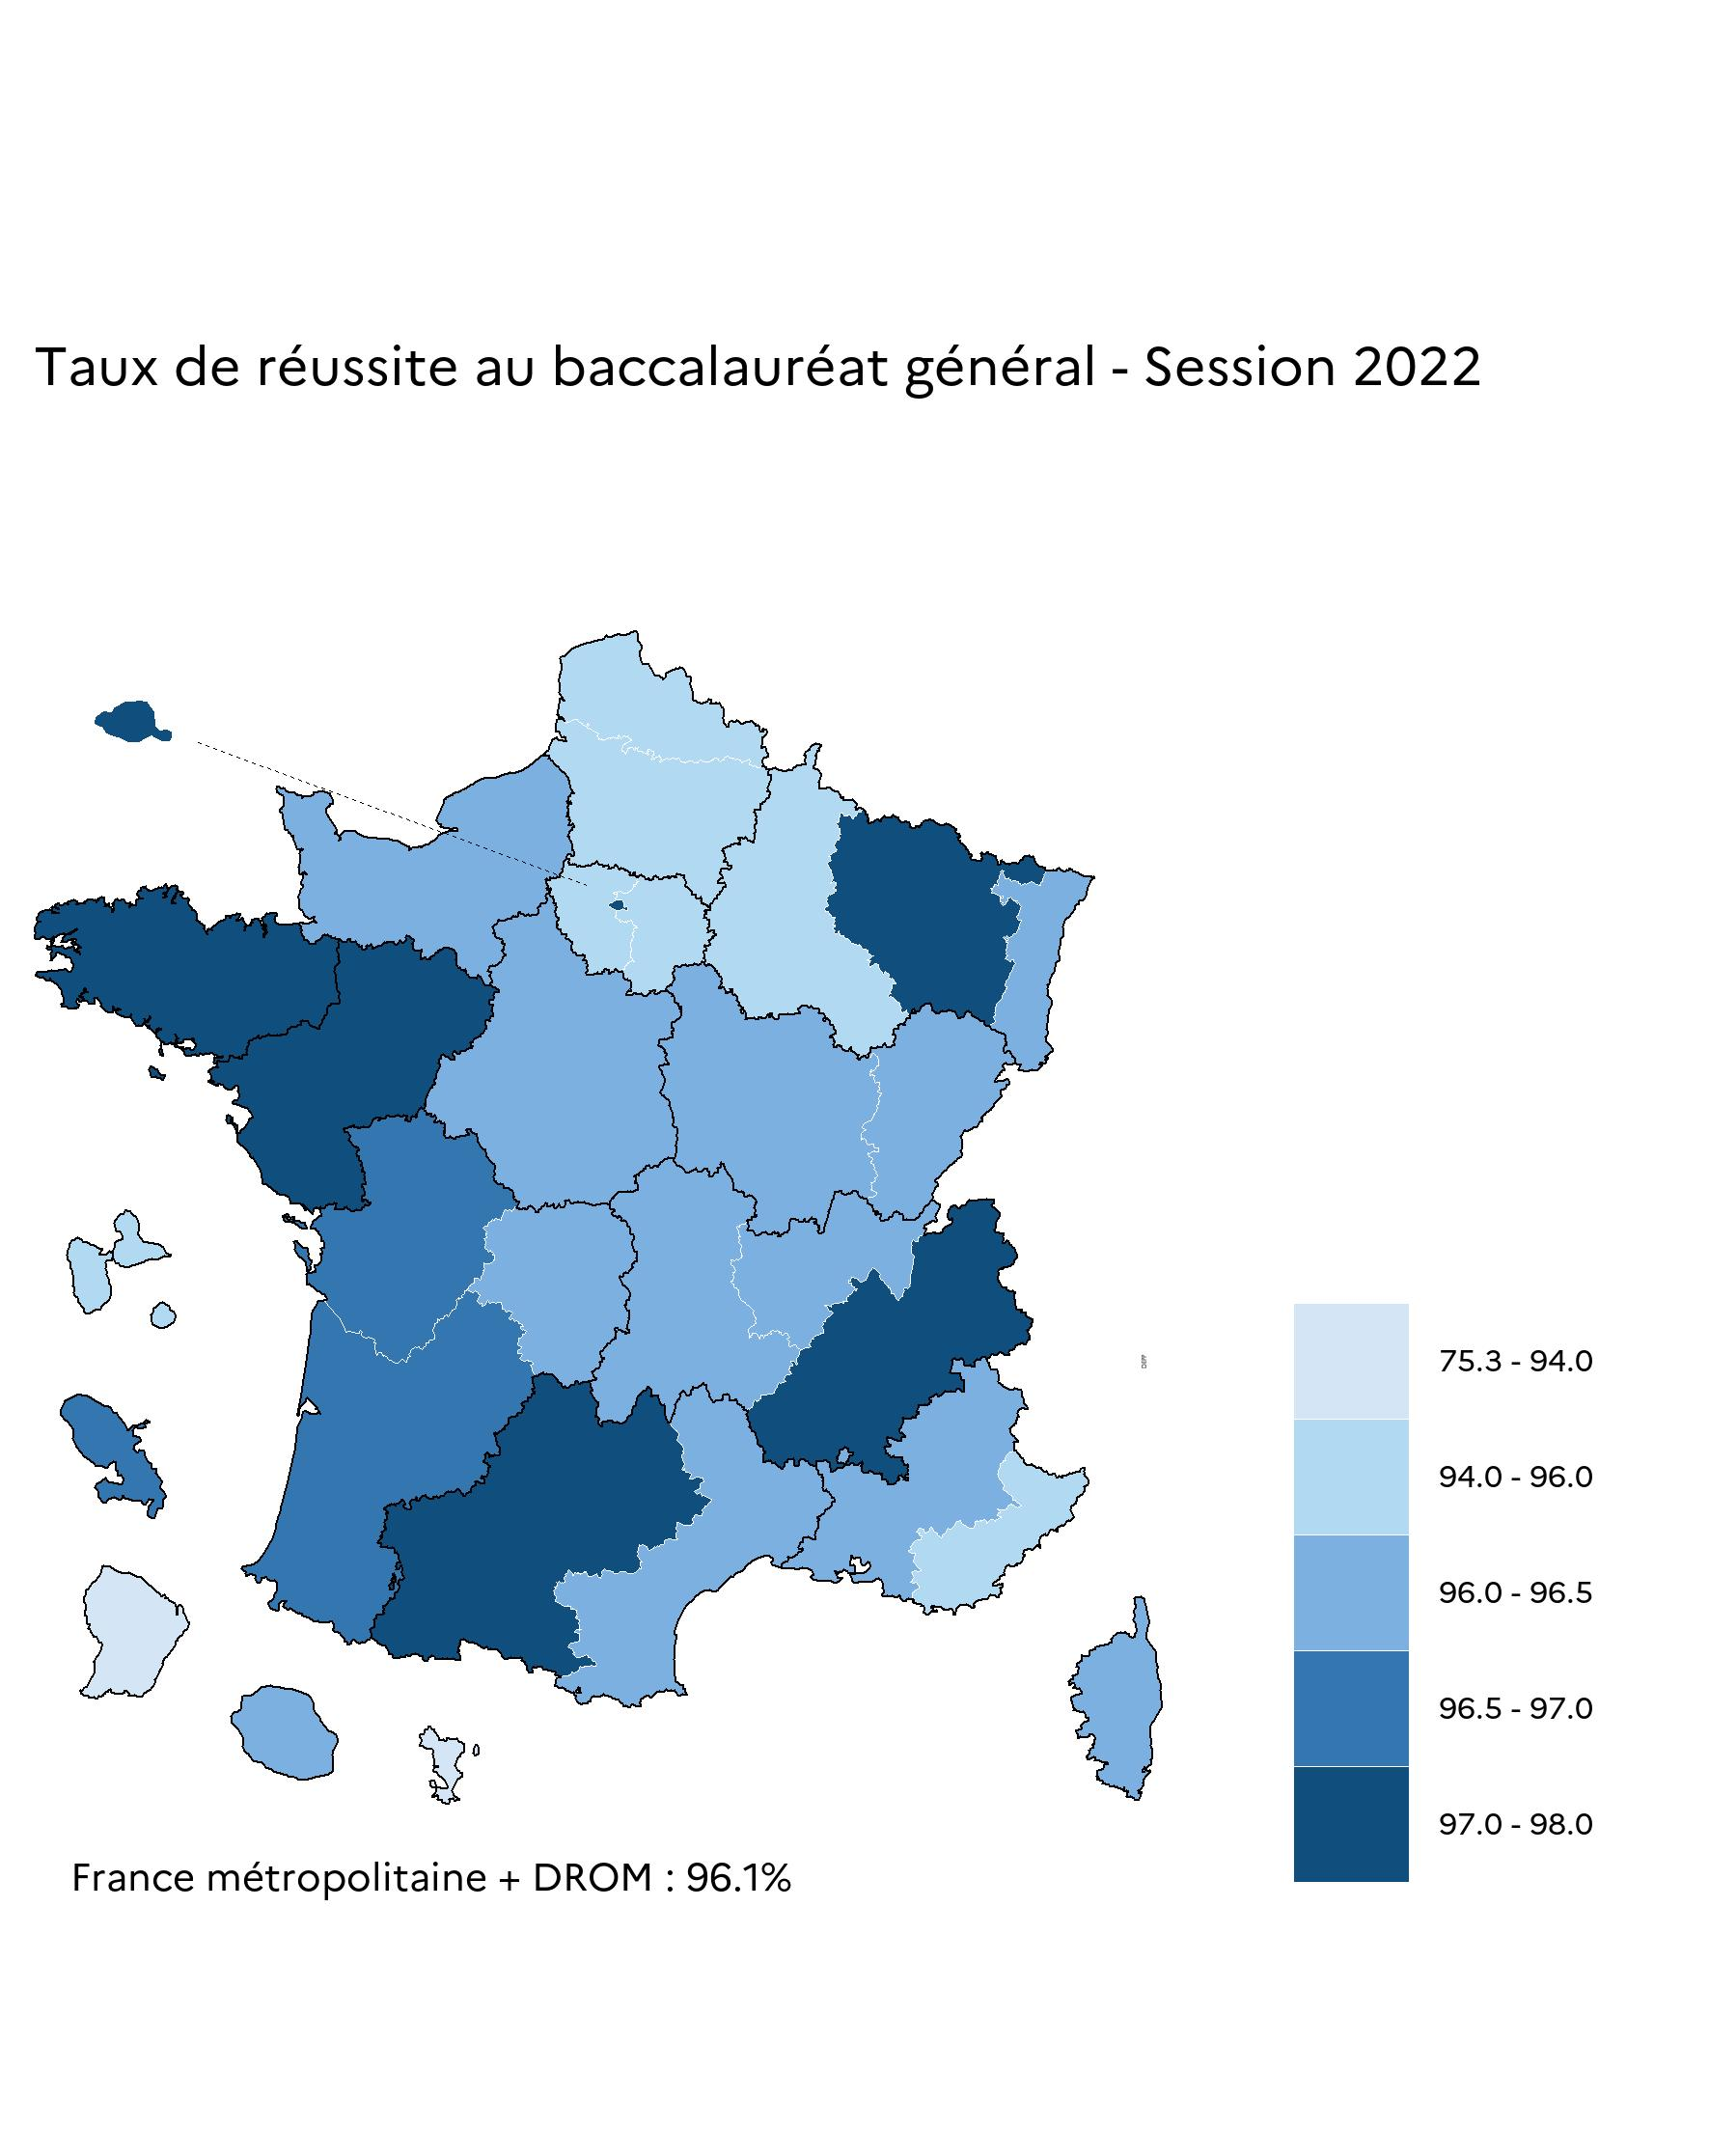 Taux de réussite au baccalauréat général - Session 2022
75.3 - 94.0
94.0 - 96.0
96.0 - 96.5
96.5 - 97.0
97.0 - 98.0
DEPP
France métropolitaine + DROM : 96.1%